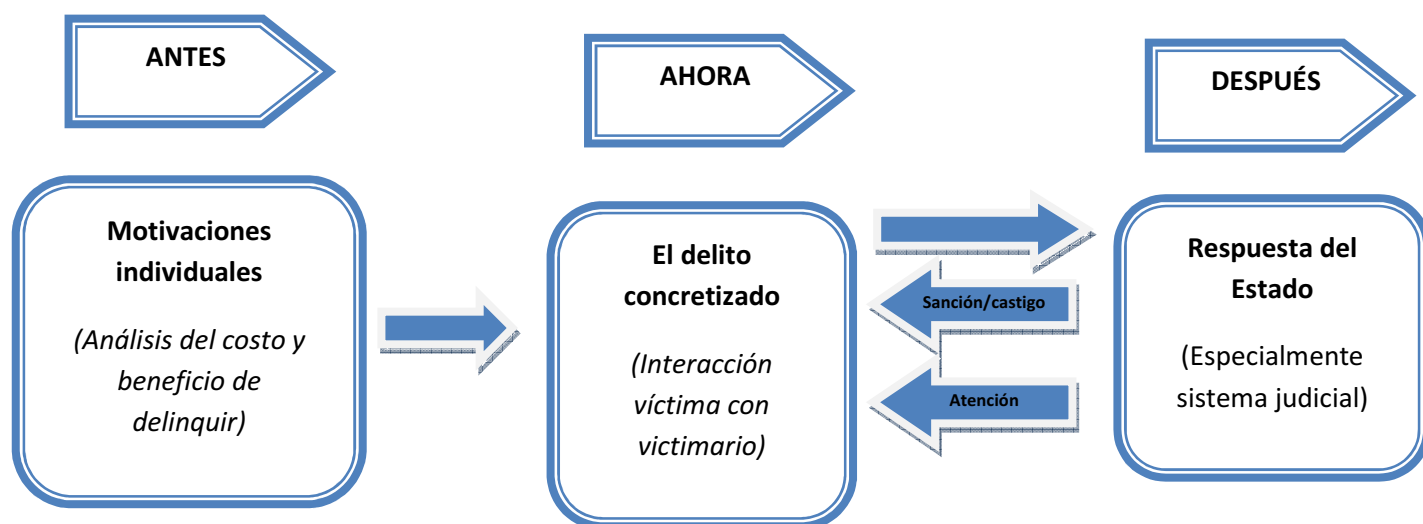 ANTES
AHORA
DESPUÉS
Motivaciones
individuales
(Análisis del costo y
beneficio de
delinquir)
El delito
concretizado
(Interacción
víctima con
victimario)
Sanción/castigo
Atención
Respuesta del
Estado
(Especialmente
sistema judicial)